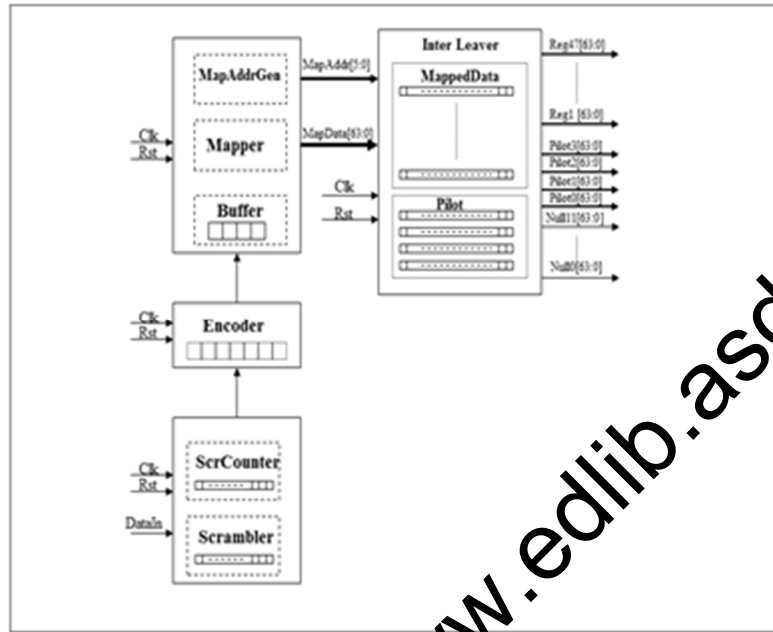 Inter Leaver
MapAddrGen
MapAddr[5:0]
MappedData
Reg47[63:0]
Clk
Rst
Mapper
MapData[63:0]
Reg1 [63:0]
Pilot3[63:0]
Pilot2[63:0]
Pilot1[63:0]
Pilot0[63:0]
Clk
Rst
Buffer
Pilot
Null11[63:0]
Null0[63:0]
Clk
Rst
Encoder
ScrCounter
Clk
Rst
DataIn
Scrambler
w.edlib.asd